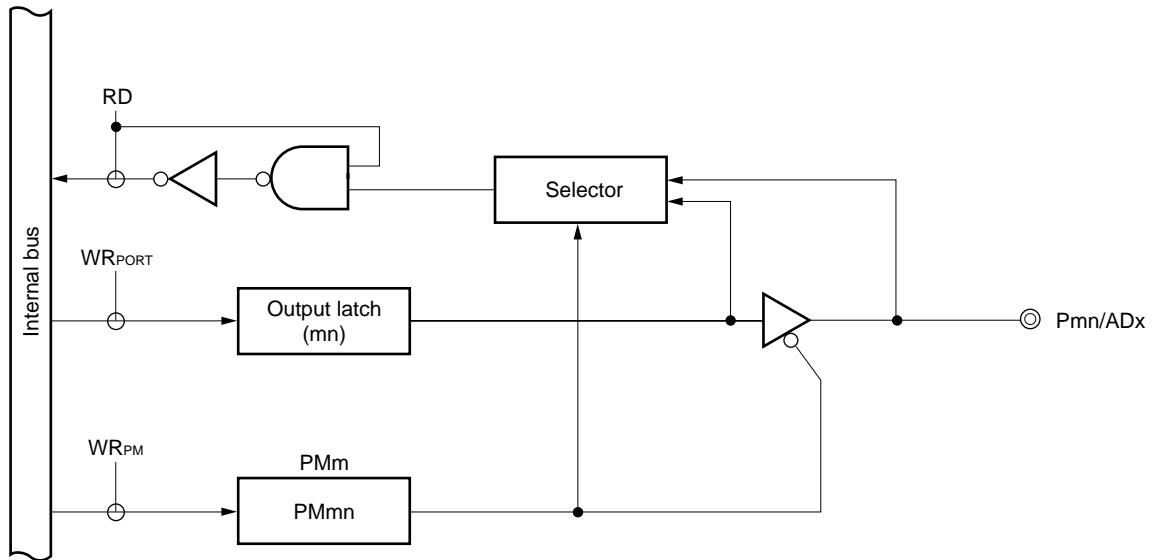 RD
Selector
Internal bus
WRPORT
Output latch
(mn)
Pmn/ADx
WRPM
PMm
PMmn